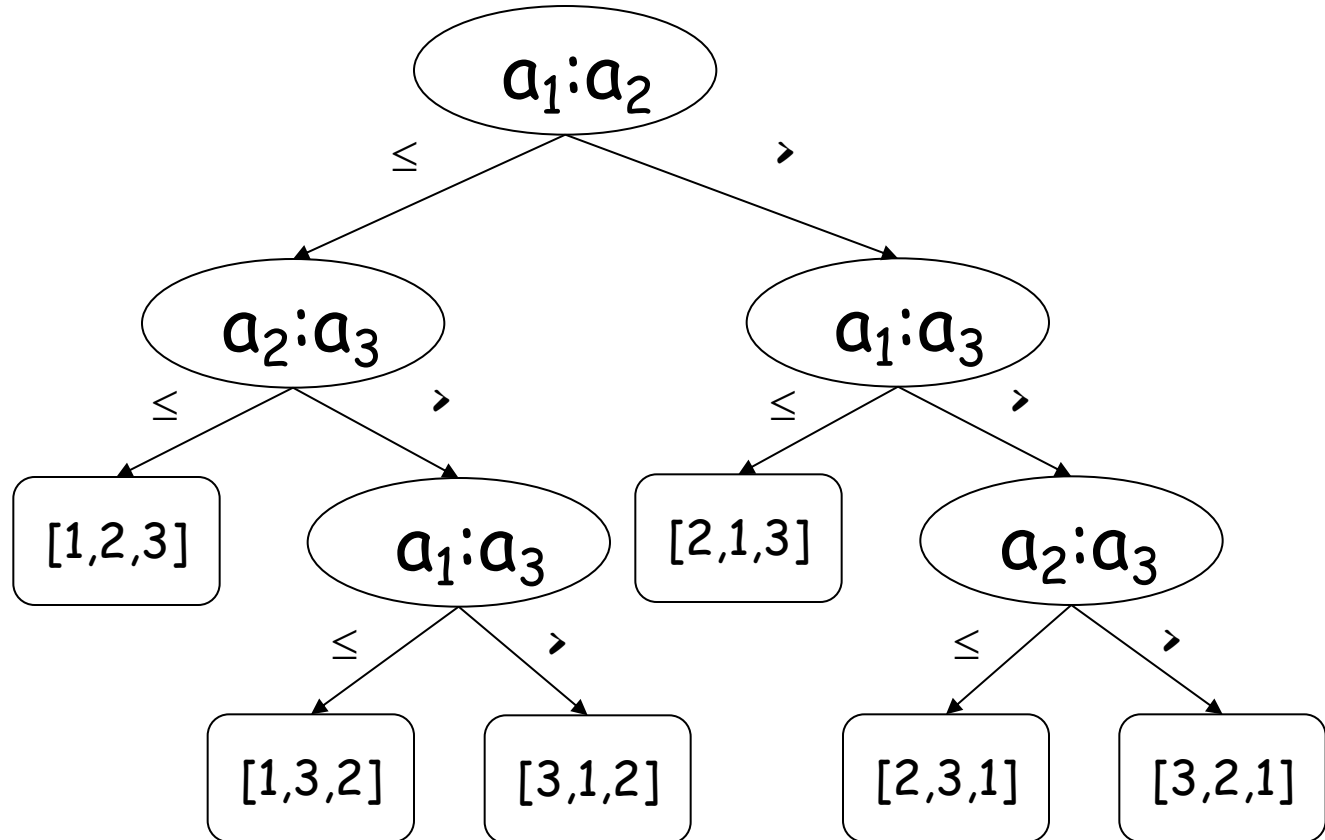 a₁:a₂
≤ >
a₂:a₃ a₁:a₃
≤ > ≤ >
[1,2,3] a₁:a₃ [2,1,3] a₂:a₃
≤ > ≤ >
[1,3,2] [3,1,2] [2,3,1] [3,2,1]